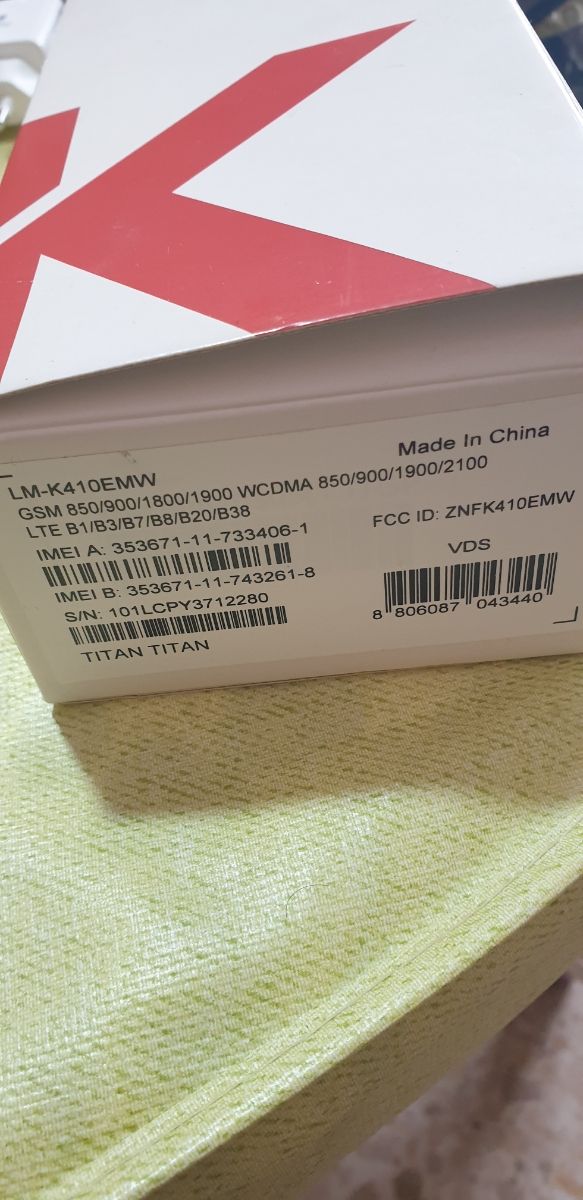 K
LM-K410EMW
Made In China
GSM 850/900/1800/1900 WCDMA 850/900/1900/2100
LTE B1/B3/B7/B8/B20/B38
FCC ID: ZNFK410EMW
IMEI A: 353671-11-733406-1
VDS
IMEI B: 353671-11-743261-8
S/N: 101LCPY3712280
8 806087 043440
TITAN TITAN